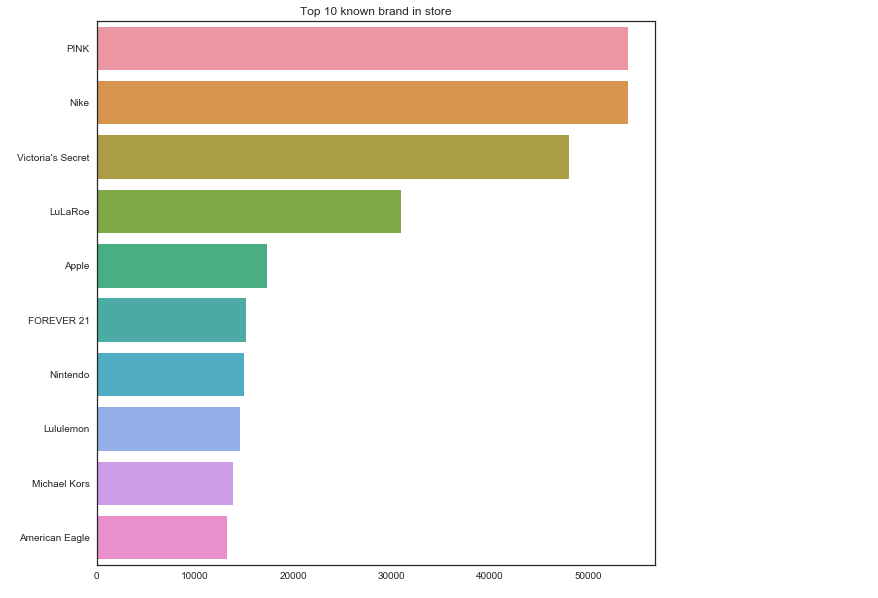 Top 10 known brand in store
PINK
Nike
Victoria's Secret
LuLaRoe
Apple
FOREVER 21
Nintendo
Lululemon
Michael Kors
American Eagle
0 10000 20000 30000 40000 50000